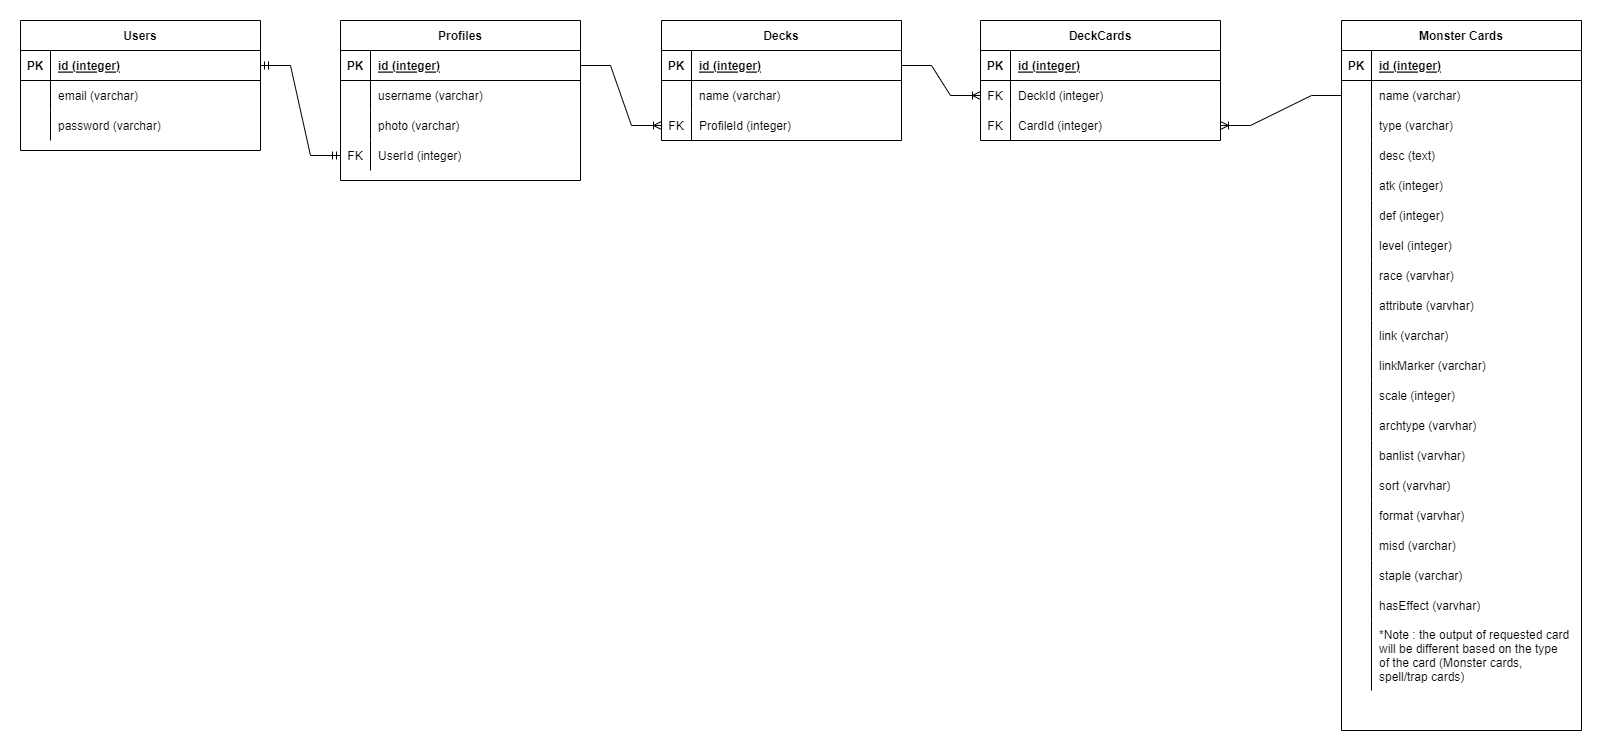 Users
PK id (integer)
email (varchar)
password (varchar)
Profiles
PK id (integer)
username (varchar)
photo (varchar)
FK UserId (integer)
Decks
PK id (integer)
name (varchar)
FK ProfileId (integer)
DeckCards
PK id (integer)
FK DeckId (integer)
FK CardId (integer)
Monster Cards
PK id (integer)
name (varchar)
type (varchar)
desc (text)
atk (integer)
def (integer)
level (integer)
race (varvhar)
attribute (varvhar)
link (varchar)
linkMarker (varchar)
scale (integer)
archtype (varvhar)
banlist (varvhar)
sort (varvhar)
format (varvhar)
misd (varchar)
staple (varchar)
hasEffect (varvhar)
*Note : the output of requested card
will be different based on the type
of the card (Monster cards,
spell/trap cards)